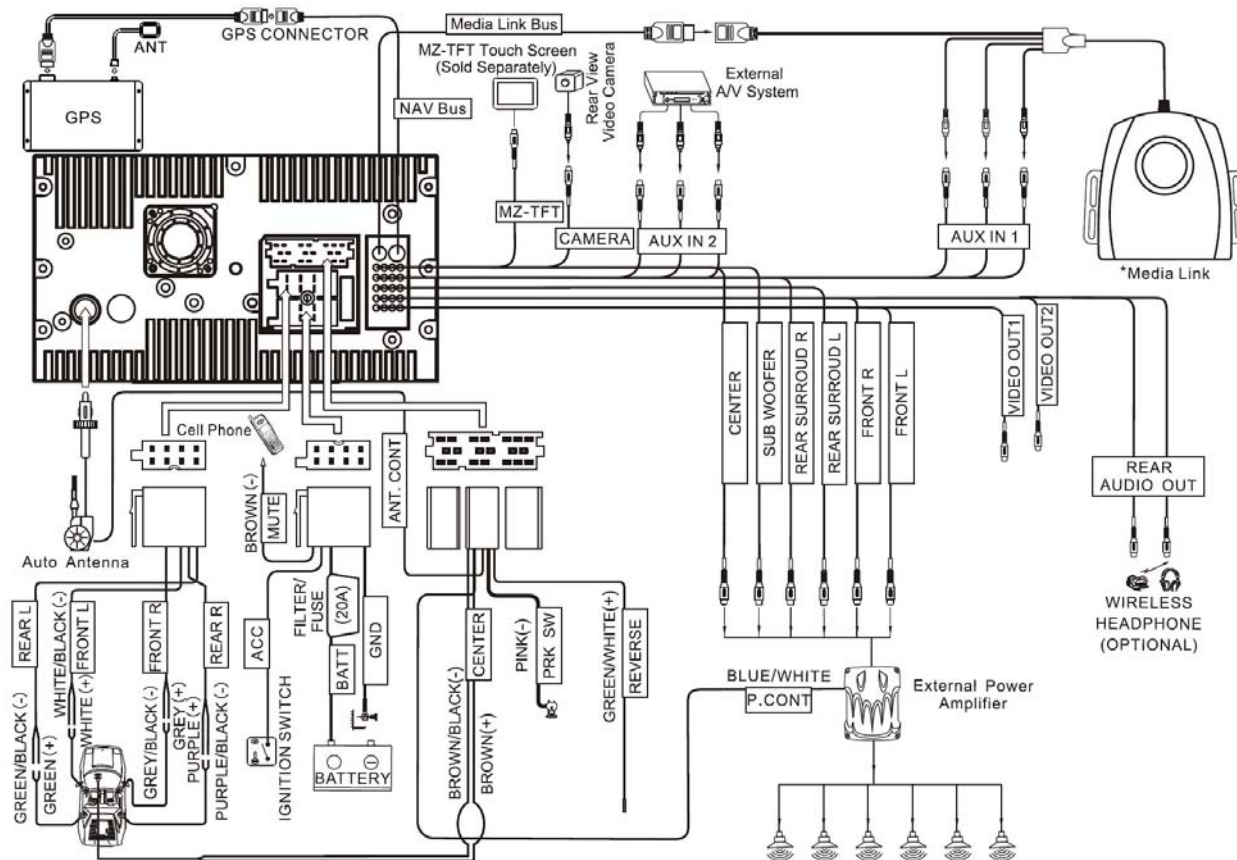 ANT
GPS CONNECTOR
GPS
NAV Bus
Media Link Bus
MZ-TFT Touch Screen
(Sold Separately)
Rear View
Video Camera
External
A/V System
MZ-TFT
CAMERA
AUX IN 2
AUX IN 1
*Media Link
CENTER
SUB WOOFER
REAR SURROUD R
REAR SURROUD L
FRONT R
FRONT L
VIDEO OUT1
VIDEO OUT2
REAR
AUDIO OUT
WIRELESS
HEADPHONE
(OPTIONAL)
Cell Phone
BROWN(-)
MUTE
ANT. CONT
Auto Antenna
REAR L
WHITE/BLACK(-)
FRONT L
FRONT R
REAR R
GREEN/BLACK(-)
GREEN(+)
WHITE(+)
GREY/BLACK(-)
GREY(+)
PURPLE(+)
PURPLE/BLACK(-)
ACC
IGNITION SWITCH
FILTER/
FUSE
(20A)
BATT
GND
BATTERY
CENTER
BROWN/BLACK(-)
BROWN(+)
PINK(-)
PRK SW
GREEN/WHITE(+)
REVERSE
BLUE/WHITE
P.CONT
External Power
Amplifier